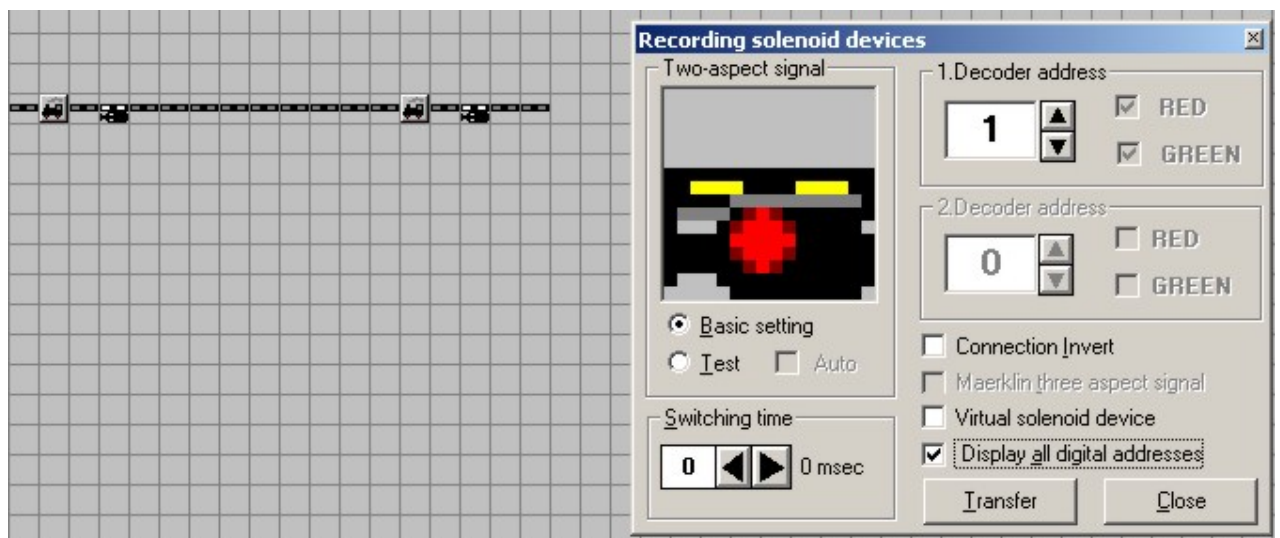 Recording solenoid devices
Two-aspect signal
Basic setting
Test Auto
Switching time
0 0 msec
1.Decoder address
1 RED
GREEN
2.Decoder address
0 RED
GREEN
Connection Invert
Maerklin three aspect signal
Virtual solenoid device
Display all digital addresses
Transfer Close